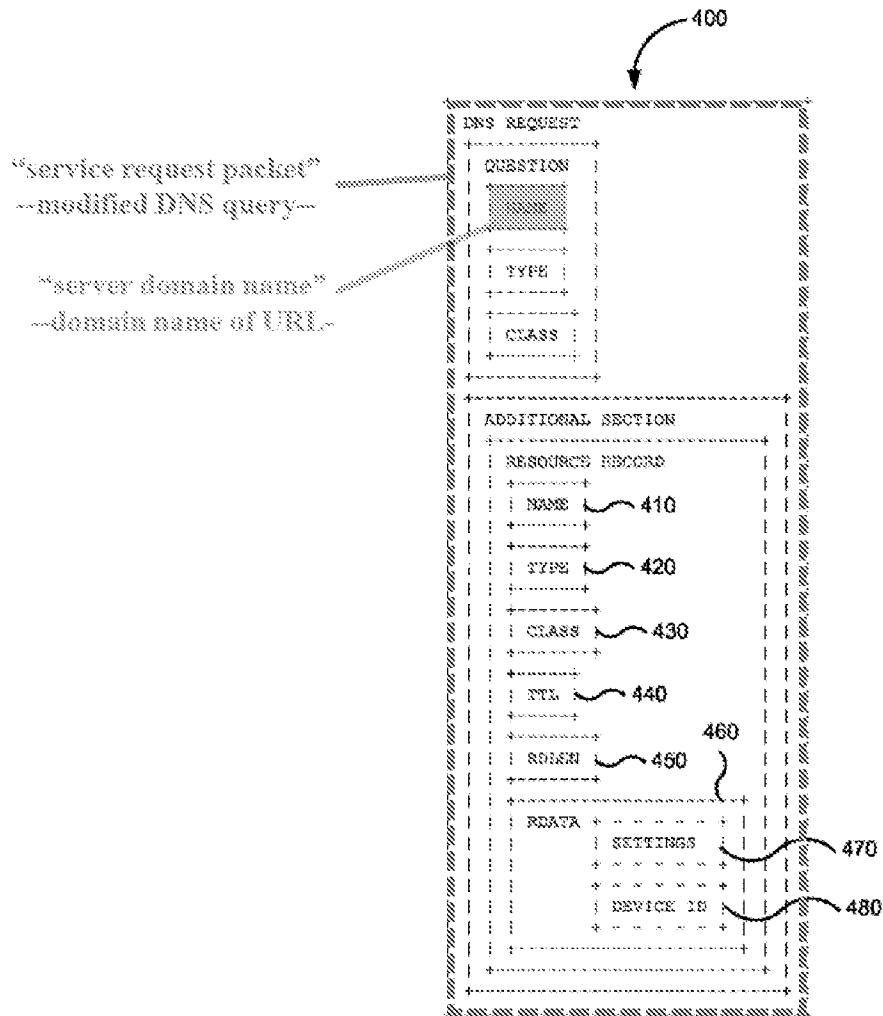 400
DNS REQUEST
"service request packet"
--modified DNS query--
QUESTION
NAME
"server domain name"
--domain name of URL-
TYPE
CLASS
ADDITIONAL SECTION
RESOURCE RECORD
NAME 410
TYPE 420
CLASS 430
TTL 440
RDLEN 450
460
RDATA
SETTINGS 470
DEVICE ID 480